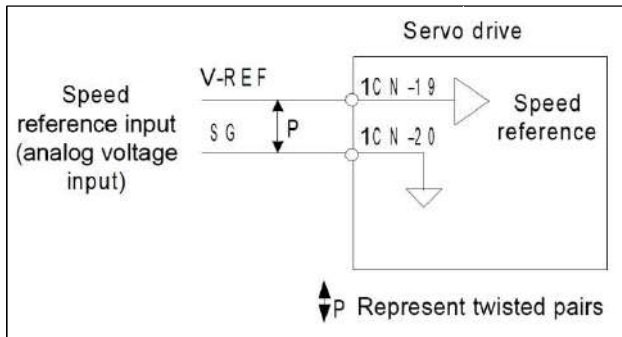 Servo drive
Speed
reference input
(analog voltage
input)
V-REF
SG
P
1CN-19
1CN-20
Speed
reference
P Represent twisted pairs